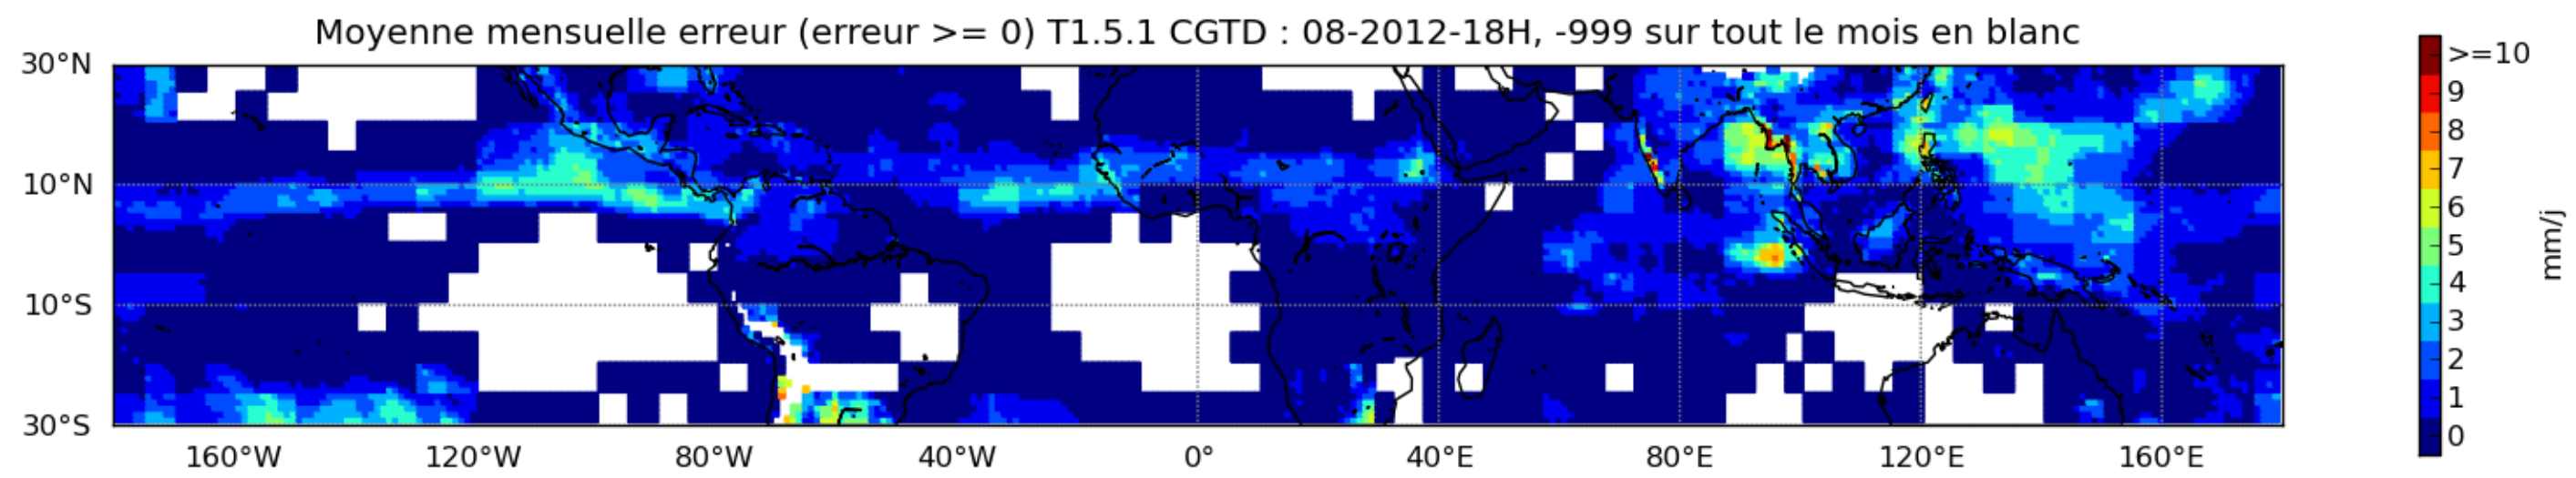 Moyenne mensuelle erreur (erreur >= 0) T1.5.1 CGTD : 08-2012-18H, -999 sur tout le mois en blanc
30°N
10°N
10°S
30°S
160°W 120°W 80°W 40°W 0° 40°E 80°E 120°E 160°E
>=10
9
8
7
6
5
4
3
2
1
0
mm/j